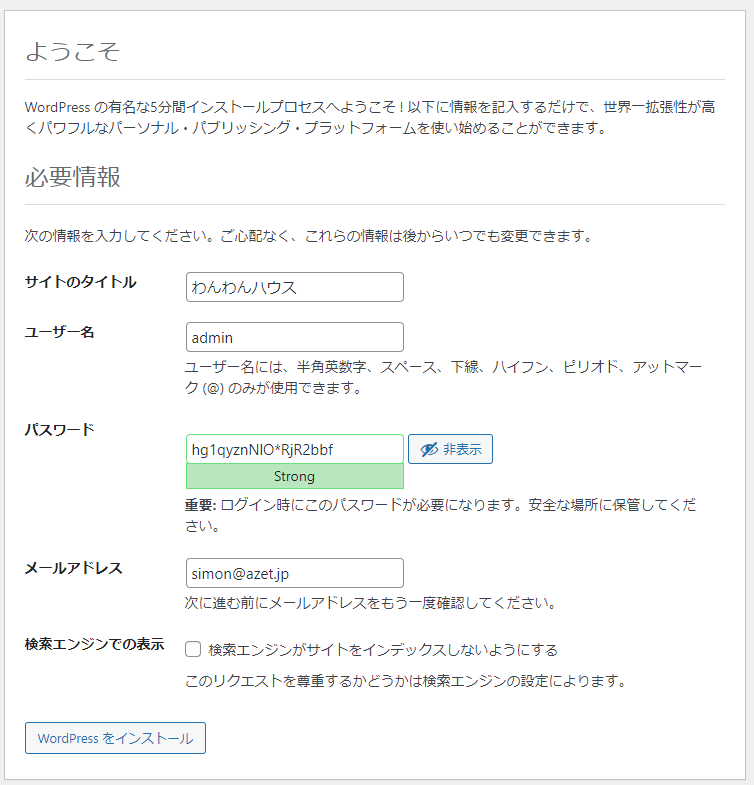 ようこそ
WordPress の有名な5分間インストールプロセスへようこそ ! 以下に情報を記入するだけで、世界一拡張性が高
くパワフルなパーソナル・パブリッシング・プラットフォームを使い始めることができます。
必要情報
次の情報を入力してください。ご心配なく、これらの情報は後からいつでも変更できます。
サイトのタイトル
わんわんハウス
ユーザー名
admin
ユーザー名には、半角英数字、スペース、下線、ハイフン、ピリオド、アットマー
ク (@) のみが使用できます。
パスワード
hg1qyznNlO*RjR2bbf
非表示
Strong
重要: ログイン時にこのパスワードが必要になります。安全な場所に保管してくだ
さい。
メールアドレス
simon@azet.jp
次に進む前にメールアドレスをもう一度確認してください。
検索エンジンでの表示
検索エンジンがサイトをインデックスしないようにする
このリクエストを尊重するかどうかは検索エンジンの設定によります。
WordPress をインストール